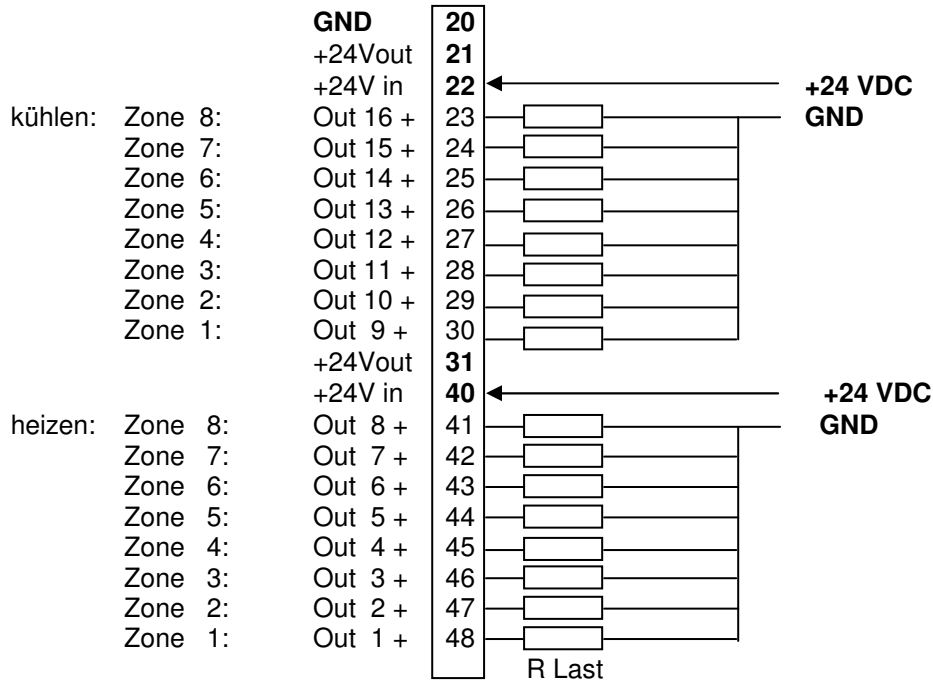 GND 20
+24Vout 21
+24V in 22 +24 VDC
kühlen: Zone 8: Out 16 + 23 GND
Zone 7: Out 15 + 24
Zone 6: Out 14 + 25
Zone 5: Out 13 + 26
Zone 4: Out 12 + 27
Zone 3: Out 11 + 28
Zone 2: Out 10 + 29
Zone 1: Out 9 + 30
+24Vout 31
+24V in 40 +24 VDC
heizen: Zone 8: Out 8 + 41 GND
Zone 7: Out 7 + 42
Zone 6: Out 6 + 43
Zone 5: Out 5 + 44
Zone 4: Out 4 + 45
Zone 3: Out 3 + 46
Zone 2: Out 2 + 47
Zone 1: Out 1 + 48
R Last